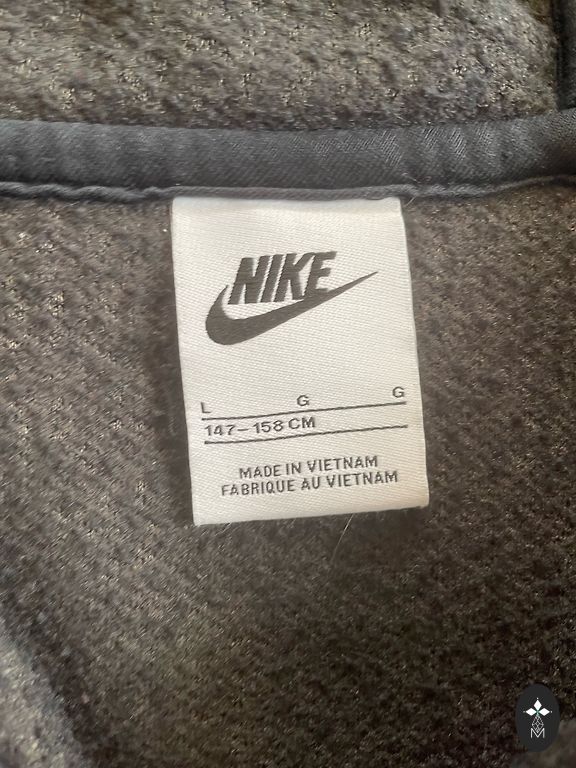 NIKE
L G G
147–158 CM
MADE IN VIETNAM
FABRIQUE AU VIETNAM
M